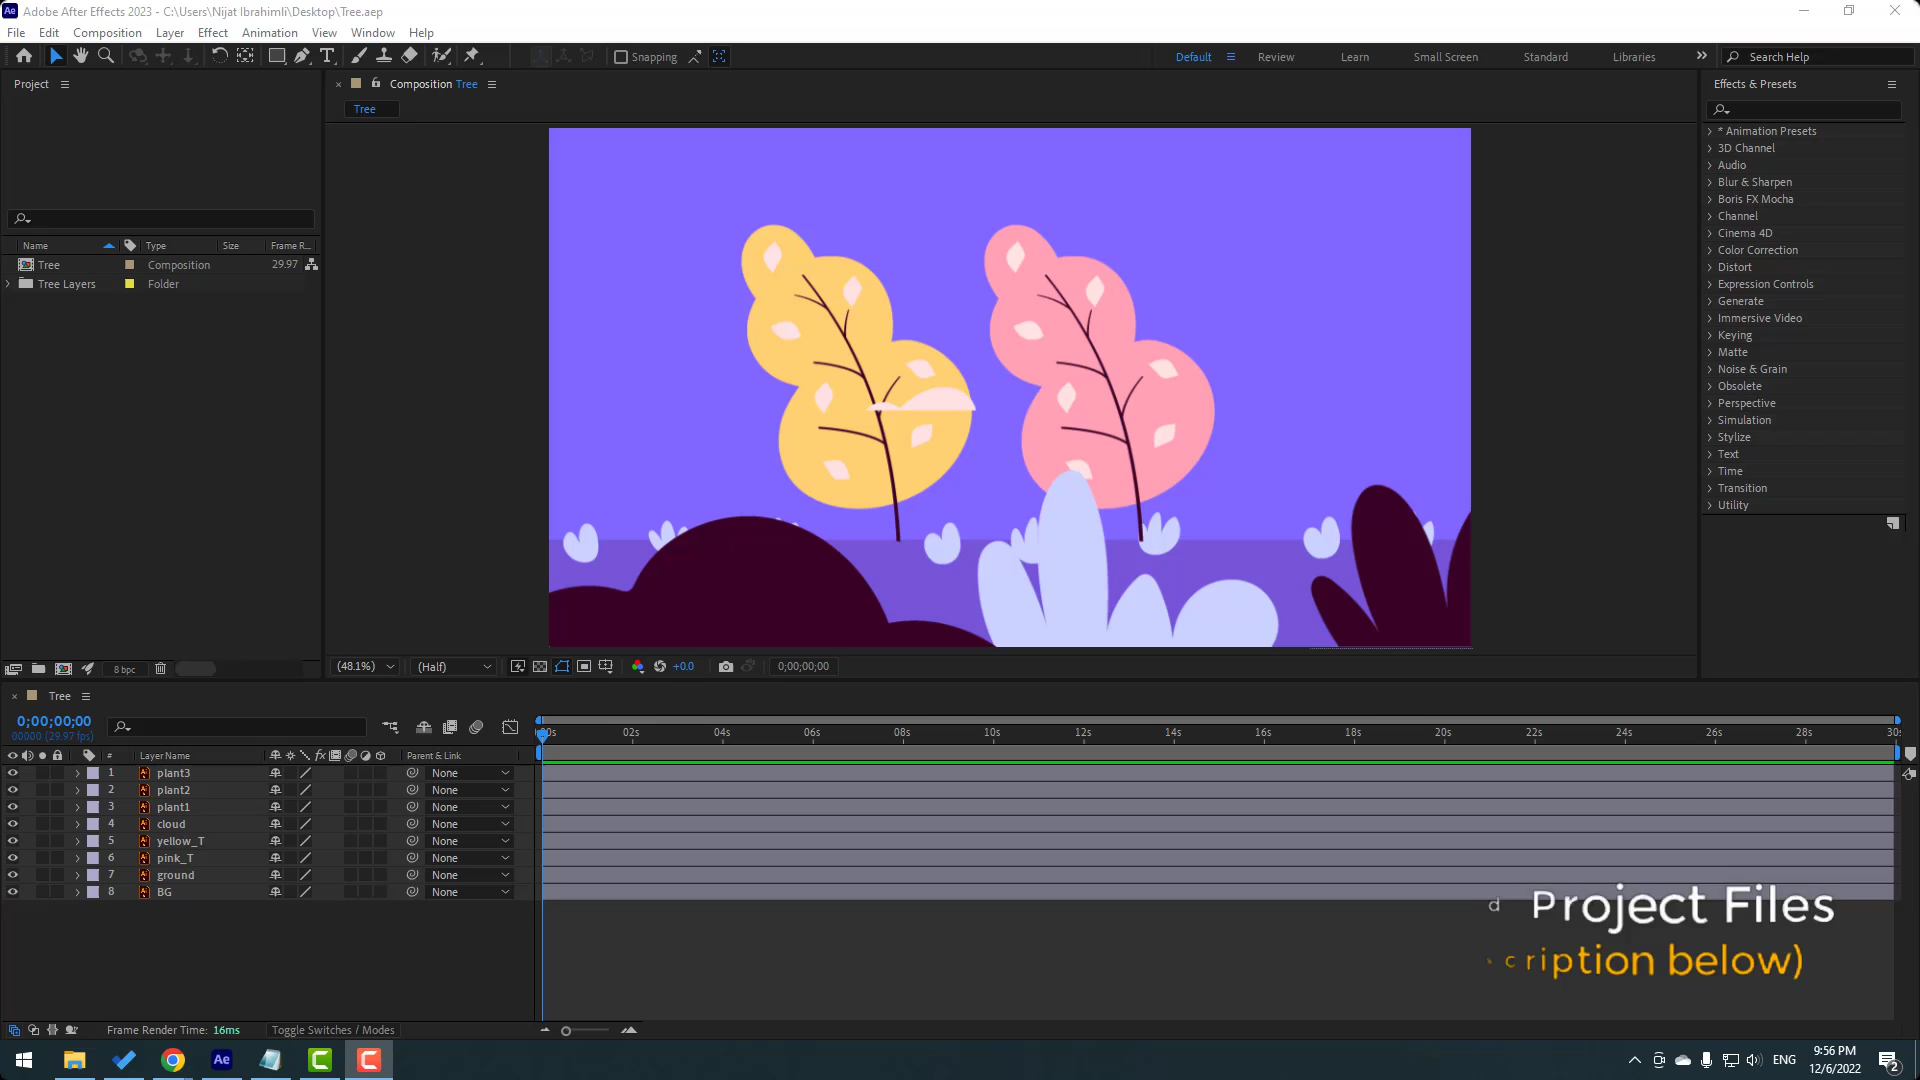 Ae Adobe After Effects 2023 - C:\Users\Nijat Ibrahimli\Desktop\Tree.aep
File Edit Composition Layer Effect Animation View Window Help
Snapping Default Review Learn Small Screen Standard Libraries Search Help
Project
Composition Tree
Tree
Effects & Presets
* Animation Presets
3D Channel
Audio
Blur & Sharpen
Boris FX Mocha
Channel
Cinema 4D
Color Correction
Distort
Expression Controls
Generate
Immersive Video
Keying
Matte
Noise & Grain
Obsolete
Perspective
Simulation
Stylize
Text
Time
Transition
Utility
Name Type Size Frame R...
Tree Composition 29.97
Tree Layers Folder
8 bpc
(48.1%) (Half) +0.0 0;00;00;00
Tree
0;00;00;00
00000 (29.97 fps)
02s 04s 06s 08s 10s 12s 14s 16s 18s 20s 22s 24s 26s 28s
# Layer Name Parent & Link
1 plant3 None
2 plant2 None
3 plant1 None
4 cloud None
5 yellow_T None
6 pink_T None
7 ground None
8 BG None
d Project Files
cription below)
Frame Render Time: 16ms Toggle Switches / Modes
Ae
ENG
9:56 PM
12/6/2022
2